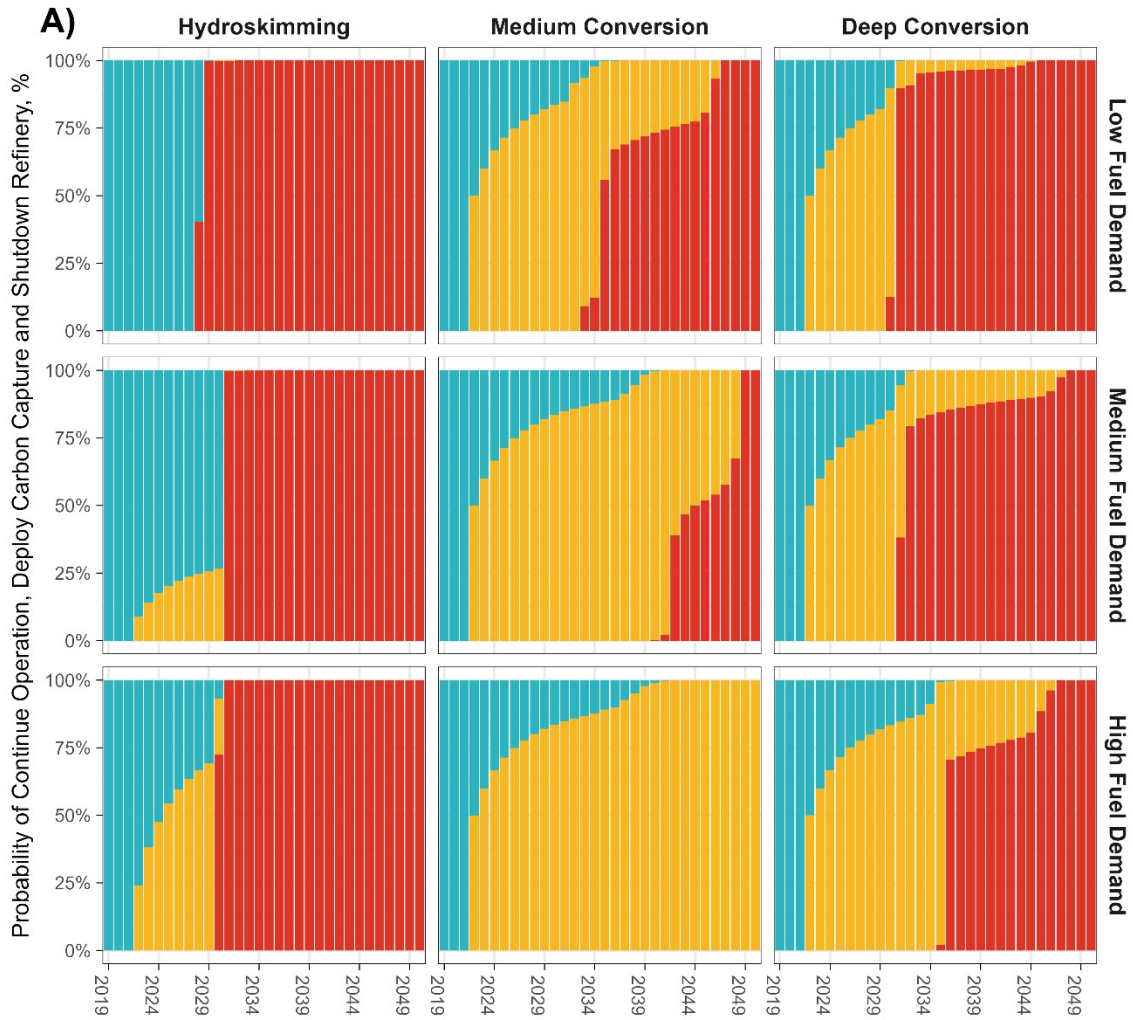 A)
Hydroskimming
Medium Conversion
Deep Conversion
Probability of Continue Operation, Deploy Carbon Capture and Shutdown Refinery, %
100%
75%
50%
25%
0%
Low Fuel Demand
100%
75%
50%
25%
0%
Medium Fuel Demand
100%
75%
50%
25%
0%
High Fuel Demand
2019 2024 2029 2034 2039 2044 2049
2019 2024 2029 2034 2039 2044 2049
2019 2024 2029 2034 2039 2044 2049